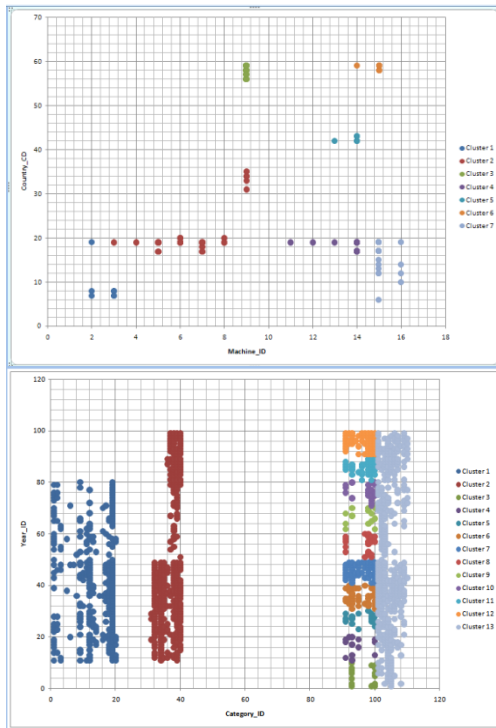 70
60
50
40
30
20
10
0
Country_CD
0 2 4 6 8 10 12 14 16 18
Machine_ID
Cluster 1
Cluster 2
Cluster 3
Cluster 4
Cluster 5
Cluster 6
Cluster 7
120
100
80
60
40
20
0
Year_ID
0 20 40 60 80 100 120
Category_ID
Cluster 1
Cluster 2
Cluster 3
Cluster 4
Cluster 5
Cluster 6
Cluster 7
Cluster 8
Cluster 9
Cluster 10
Cluster 11
Cluster 12
Cluster 13